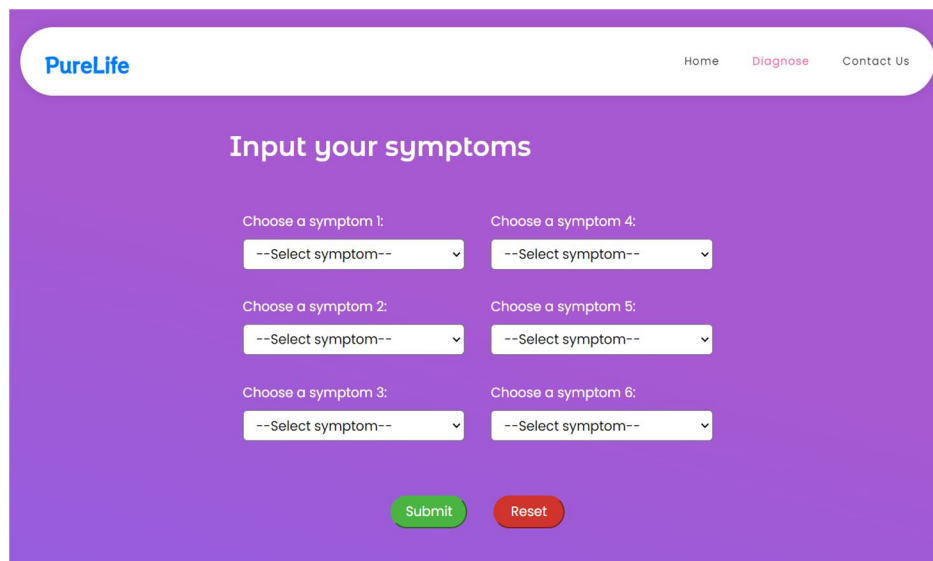 PureLife
Home Diagnose Contact Us
Input your symptoms
Choose a symptom 1: Choose a symptom 4:
--Select symptom-- --Select symptom--
Choose a symptom 2: Choose a symptom 5:
--Select symptom-- --Select symptom--
Choose a symptom 3: Choose a symptom 6:
--Select symptom-- --Select symptom--
Submit Reset